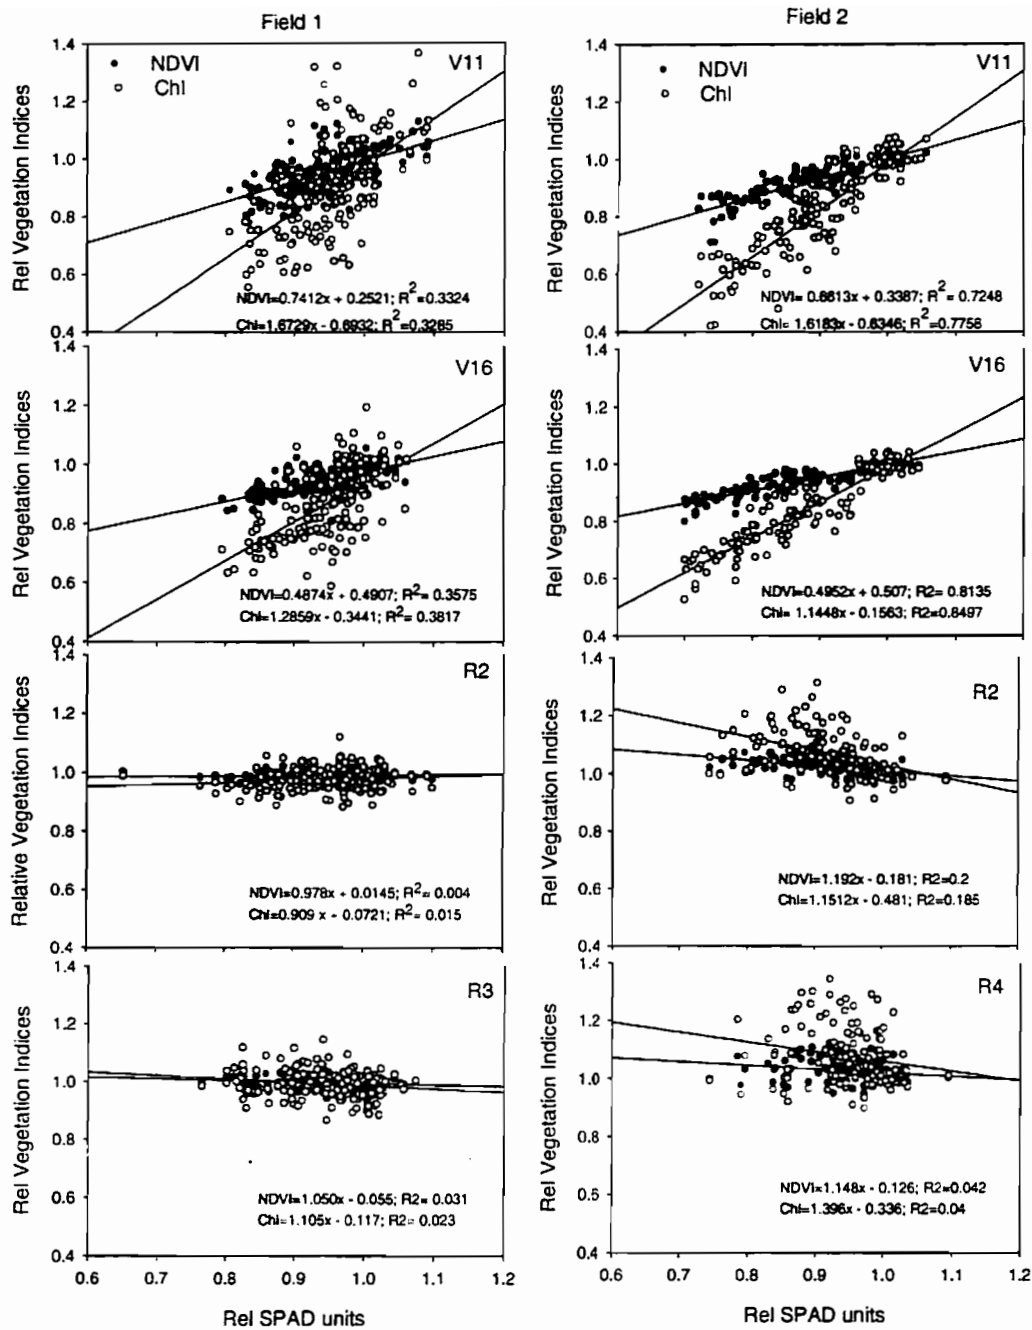 Field 1
Field 2
1.4
1.2
1.0
0.8
0.6
0.4
Rel Vegetation Indices
NDVI
Chl
V11
NDVI=0.7412x + 0.2521; R2=0.3324
Chl=1.6729x - 0.6932; R2=0.3265
1.4
1.2
1.0
0.8
0.6
0.4
Rel Vegetation Indices
NDVI
Chl
V11
NDVI= 0.6613x + 0.3387; R2 = 0.7248
Chl= 1.6183x - 0.6346; R2=0.7756
1.4
1.2
1.0
0.8
0.6
0.4
Rel Vegetation Indices
V16
NDVI=0.4874x + 0.4907; R2= 0.3575
Chl=1.2859x - 0.3441; R2= 0.3817
1.4
1.2
1.0
0.8
0.6
0.4
Rel Vegetation Indices
V16
NDVI=0.4952x + 0.507; R2= 0.8135
Chl= 1.1448x - 0.1563; R2=0.8497
1.4
1.2
1.0
0.8
0.6
0.4
Relative Vegetation Indices
R2
NDVI=0.978x + 0.0145; R2= 0.004
Chl=0.909 x - 0.0721; R2= 0.015
1.4
1.2
1.0
0.8
0.6
0.4
Rel Vegetation Indices
R2
NDVI=1.192x - 0.181; R2=0.2
Chl=1.1512x - 0.481; R2=0.185
1.4
1.2
1.0
0.8
0.6
0.4
Rel Vegetation Indices
R3
NDVI=1.050x - 0.055; R2= 0.031
Chl=1.105x - 0.117; R2= 0.023
0.6 0.7 0.8 0.9 1.0 1.1 1.2
Rel SPAD units
1.4
1.2
1.0
0.8
0.6
0.4
Rel Vegetation Indices
R4
NDVI=1.148x - 0.126; R2=0.042
Chl=1.396x - 0.336; R2=0.04
0.6 0.7 0.8 0.9 1.0 1.1 1.2
Rel SPAD units